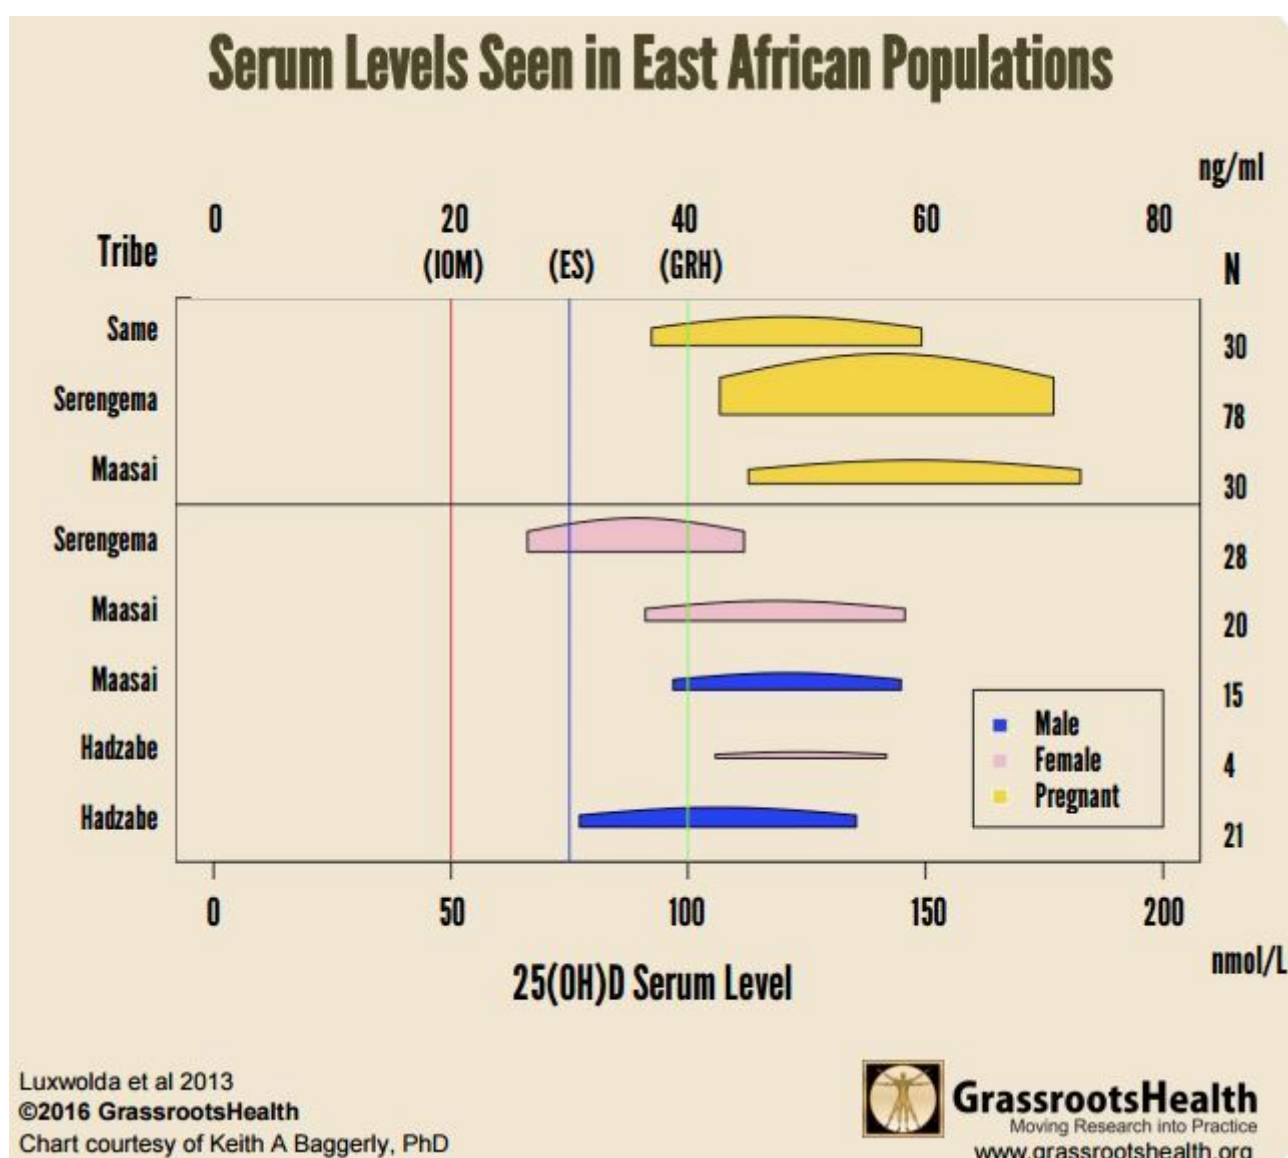 Serum Levels Seen in East African Populations
ng/ml
0 20 40 60 80
Tribe (IOM) (ES) (GRH) N
Same 30
Serengema 78
Maasai 30
Serengema 28
Maasai 20
Maasai 15
Male
Hadzabe 4
Female
Pregnant
Hadzabe 21
0 50 100 150 200
nmol/L
25(OH)D Serum Level
Luxwolda et al 2013
©2016 GrassrootsHealth
Chart courtesy of Keith A Baggerly, PhD
GrassrootsHealth
Moving Research into Practice
www.grassrootshealth.org